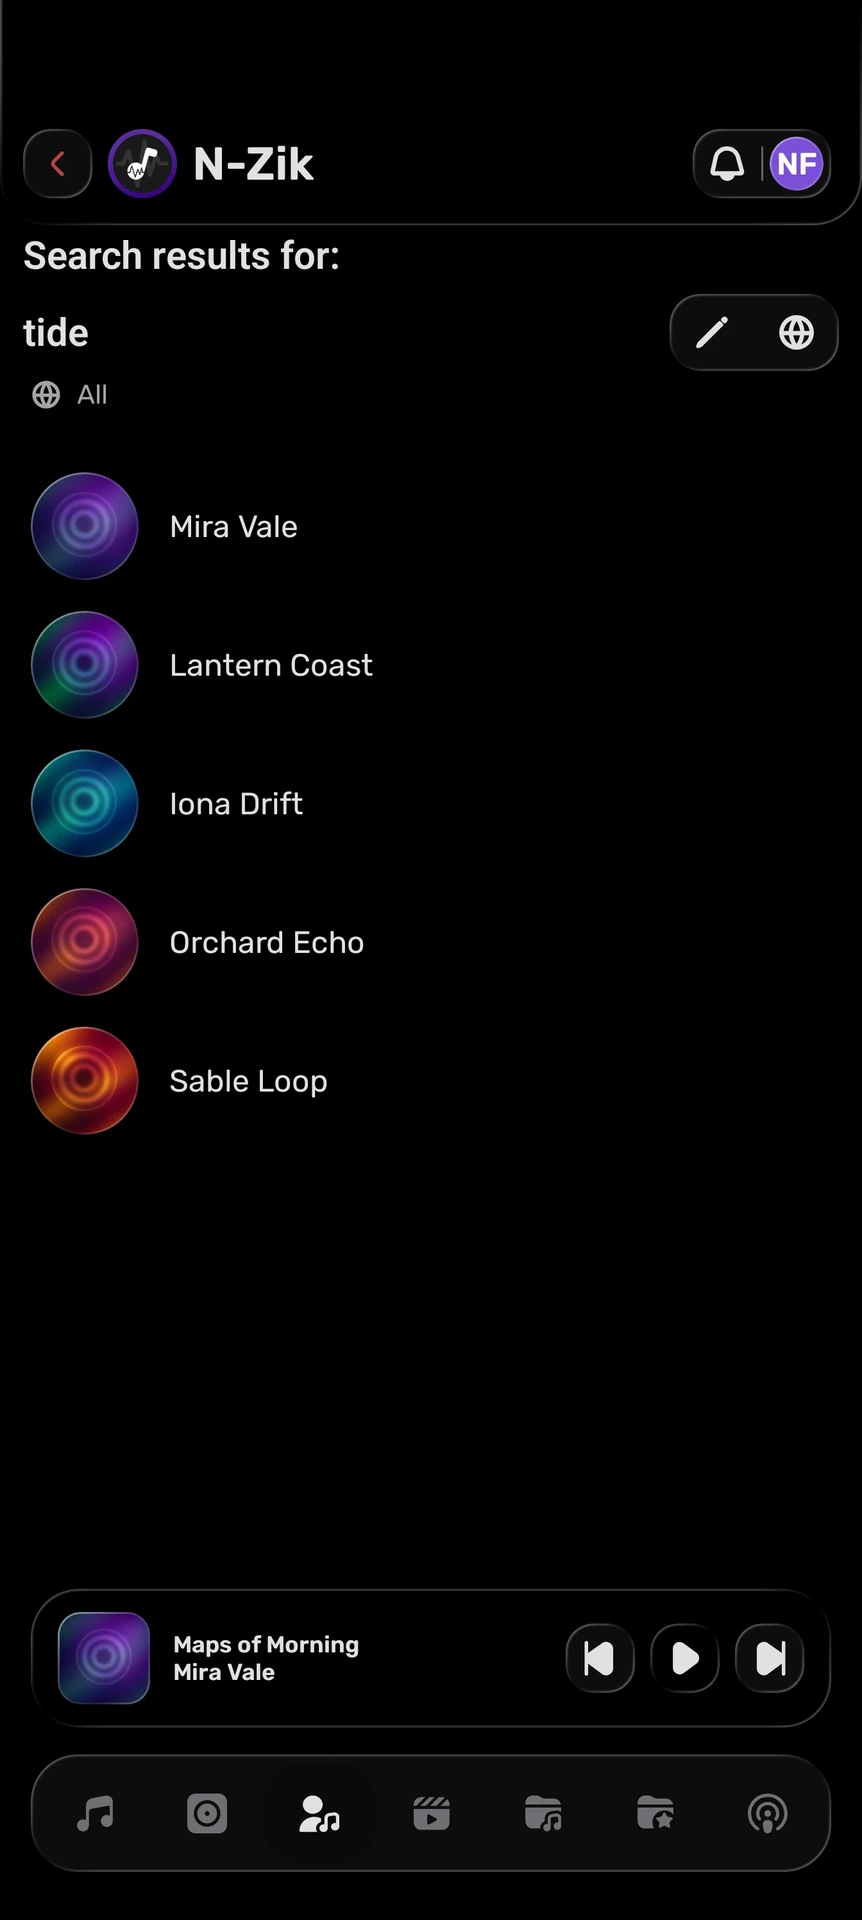 N-Zik
NF
Search results for:
tide
All
Mira Vale
Lantern Coast
Iona Drift
Orchard Echo
Sable Loop
Maps of Morning
Mira Vale